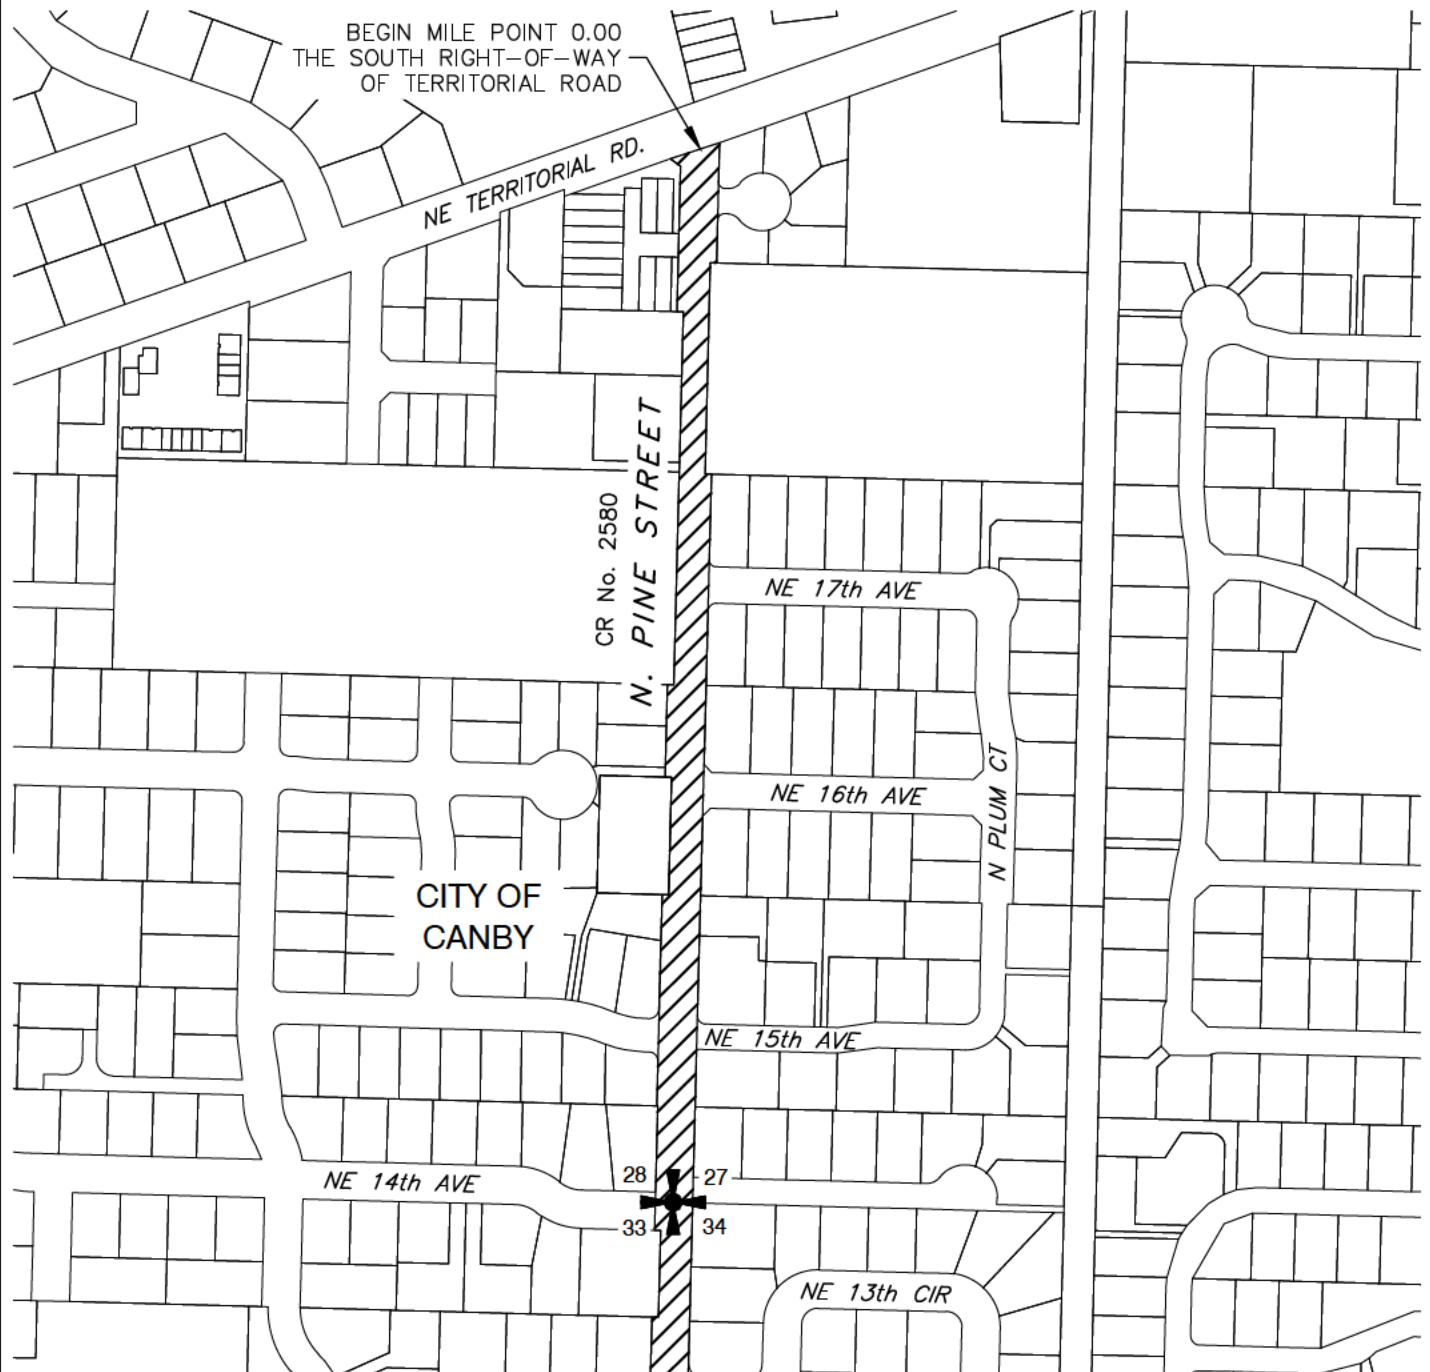 BEGIN MILE POINT 0.00
THE SOUTH RIGHT-OF-WAY
OF TERRITORIAL ROAD
NE TERRITORIAL RD.
CR No. 2580
N. PINE STREET
NE 17th AVE
NE 16th AVE
N PLUM CT
CITY OF
CANBY
NE 15th AVE
NE 14th AVE
28
27
33
34
NE 13th CIR